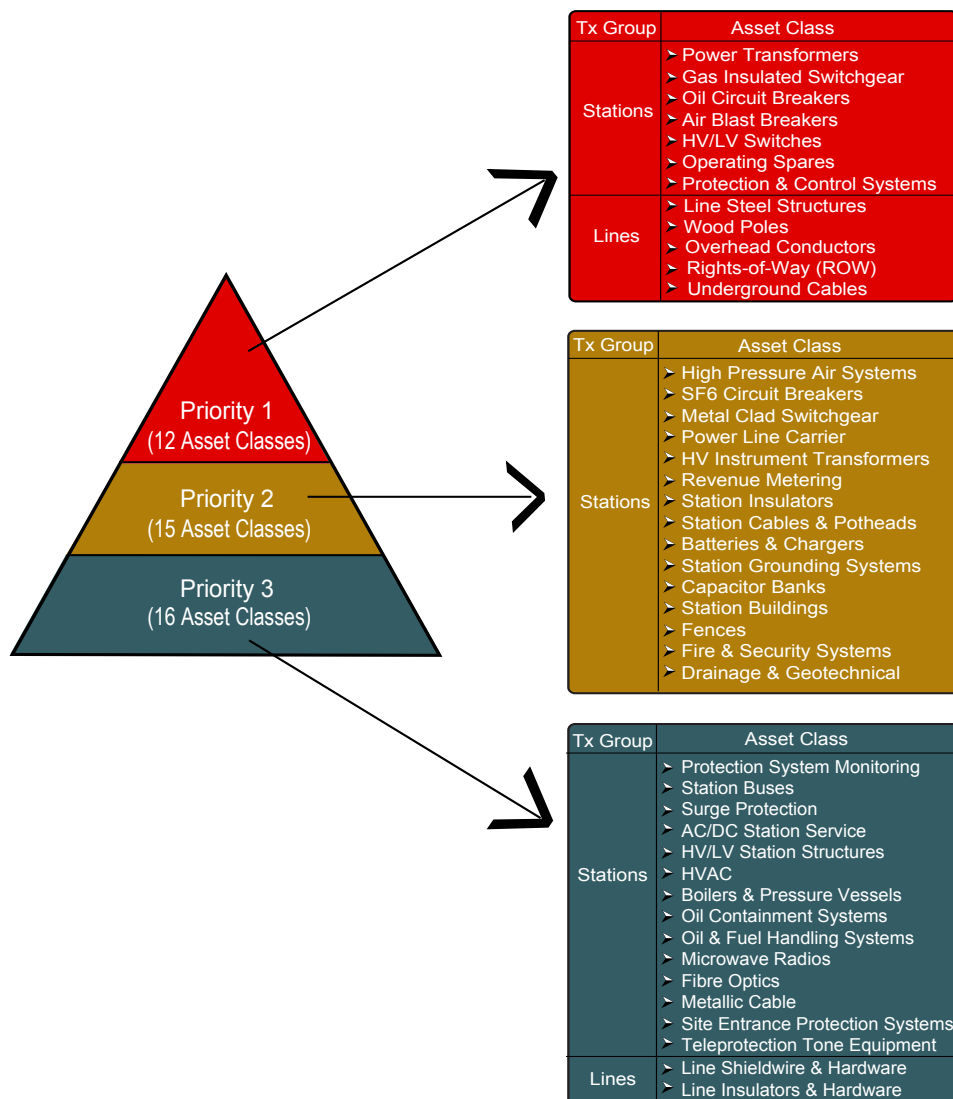 Priority 1
(12 Asset Classes)
Priority 2
(15 Asset Classes)
Priority 3
(16 Asset Classes)
Tx Group Asset Class
Stations
Power Transformers
Gas Insulated Switchgear
Oil Circuit Breakers
Air Blast Breakers
HV/LV Switches
Operating Spares
Protection & Control Systems
Lines
Line Steel Structures
Wood Poles
Overhead Conductors
Rights-of-Way (ROW)
Underground Cables
Tx Group Asset Class
Stations
High Pressure Air Systems
SF6 Circuit Breakers
Metal Clad Switchgear
Power Line Carrier
HV Instrument Transformers
Revenue Metering
Station Insulators
Station Cables & Potheads
Batteries & Chargers
Station Grounding Systems
Capacitor Banks
Station Buildings
Fences
Fire & Security Systems
Drainage & Geotechnical
Tx Group Asset Class
Stations
Protection System Monitoring
Station Buses
Surge Protection
AC/DC Station Service
HV/LV Station Structures
HVAC
Boilers & Pressure Vessels
Oil Containment Systems
Oil & Fuel Handling Systems
Microwave Radios
Fibre Optics
Metallic Cable
Site Entrance Protection Systems
Teleprotection Tone Equipment
Lines
Line Shieldwire & Hardware
Line Insulators & Hardware